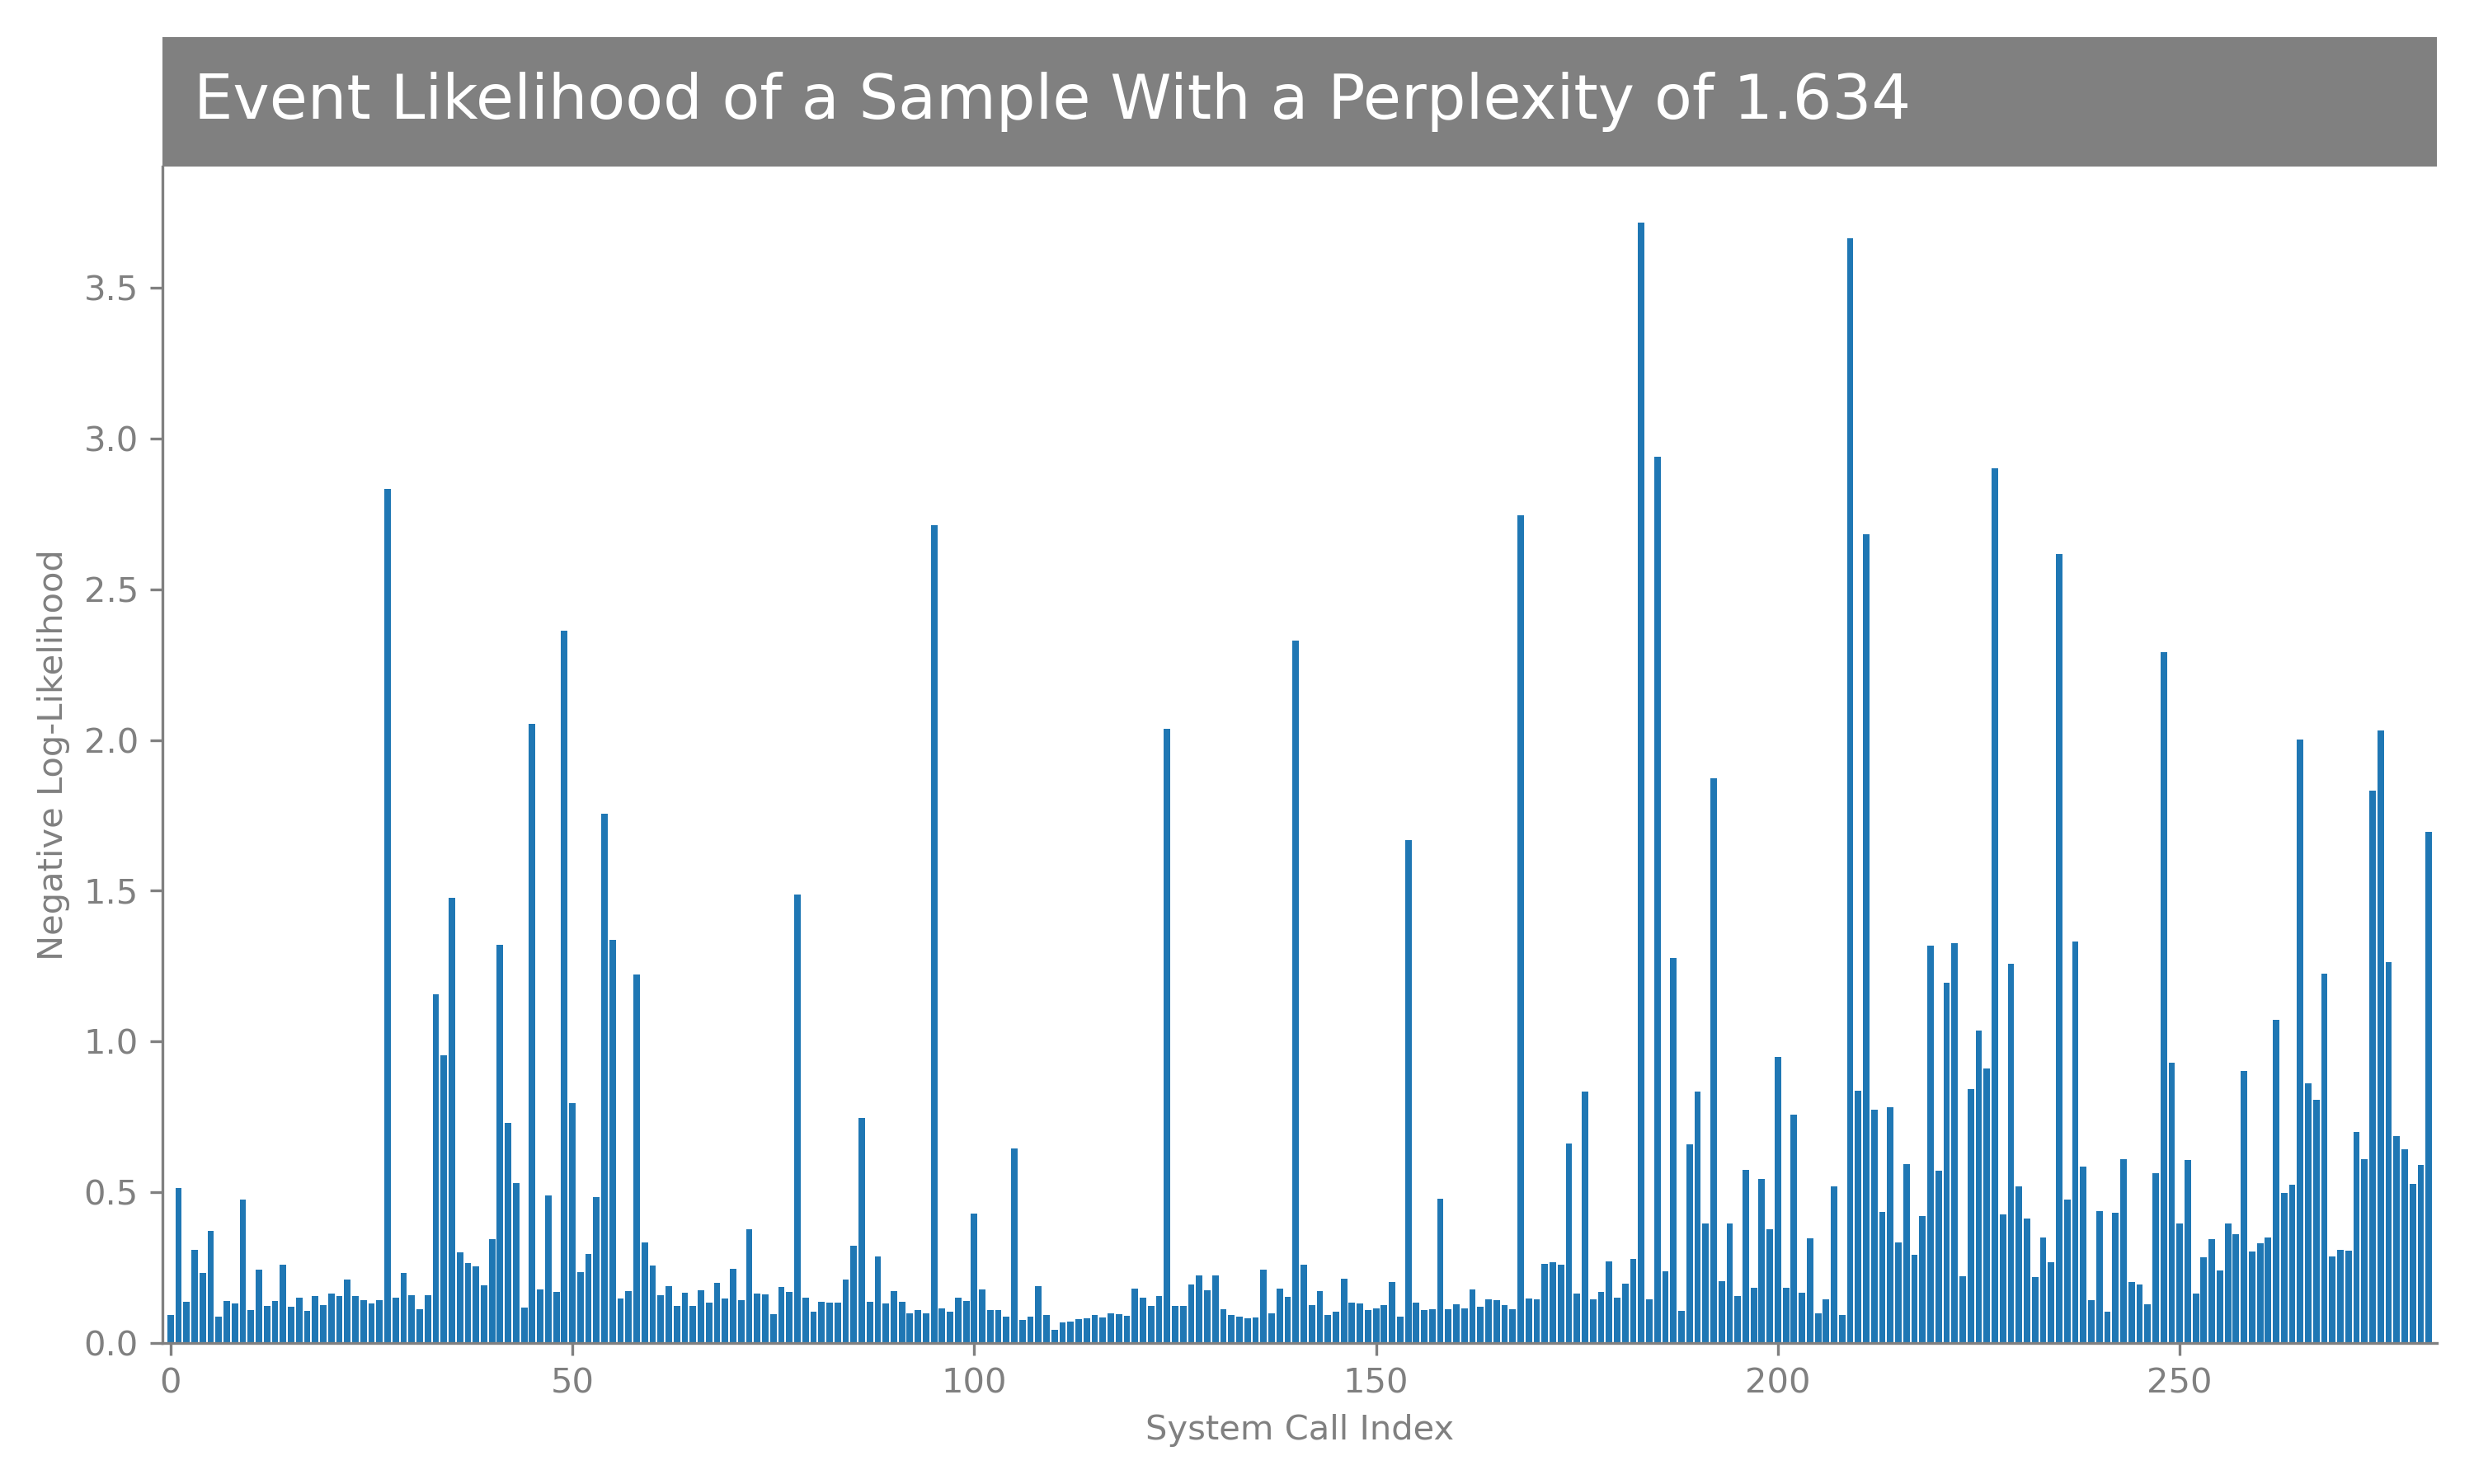 Event Likelihood of a Sample With a Perplexity of 1.634
Negative Log-Likelihood
3.5
3.0
2.5
2.0
1.5
1.0
0.5
0.0
0 50 100 150 200 250
System Call Index